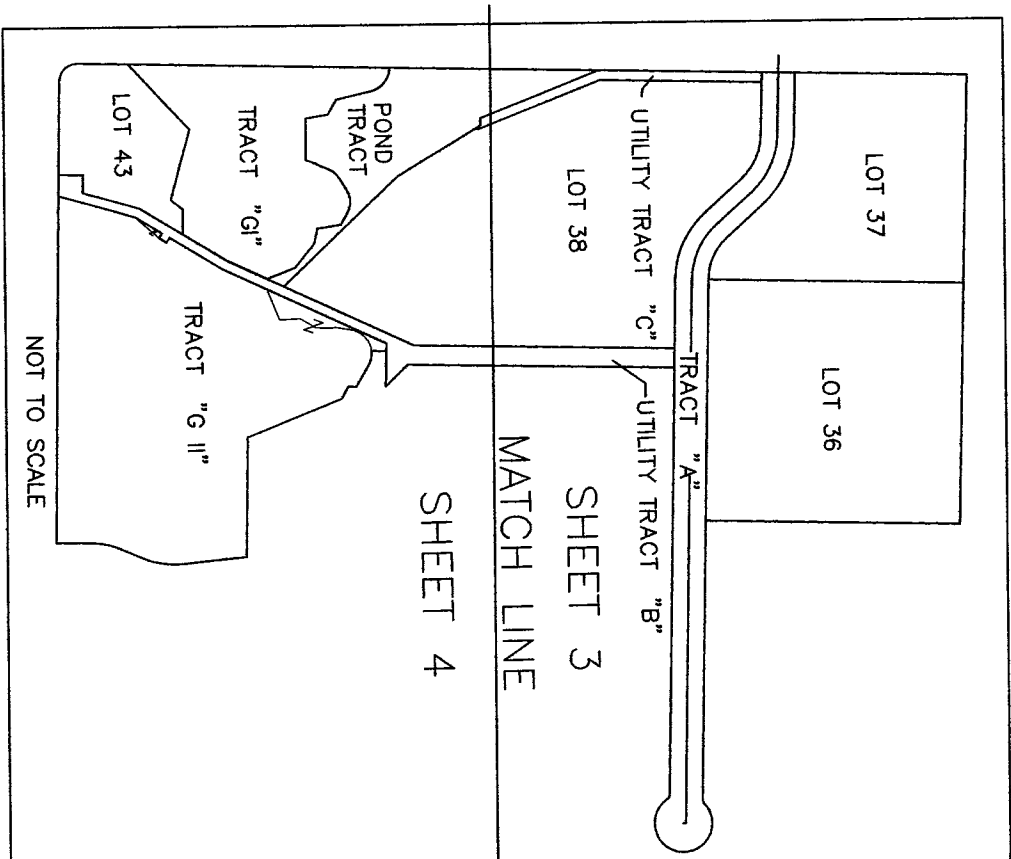 LOT 37
LOT 36
TRACT "A"
UTILITY TRACT "C"
UTILITY TRACT "B"
LOT 38
SHEET 3
MATCH LINE
SHEET 4
POND
TRACT
TRACT "GI"
LOT 43
TRACT "G II"
NOT TO SCALE